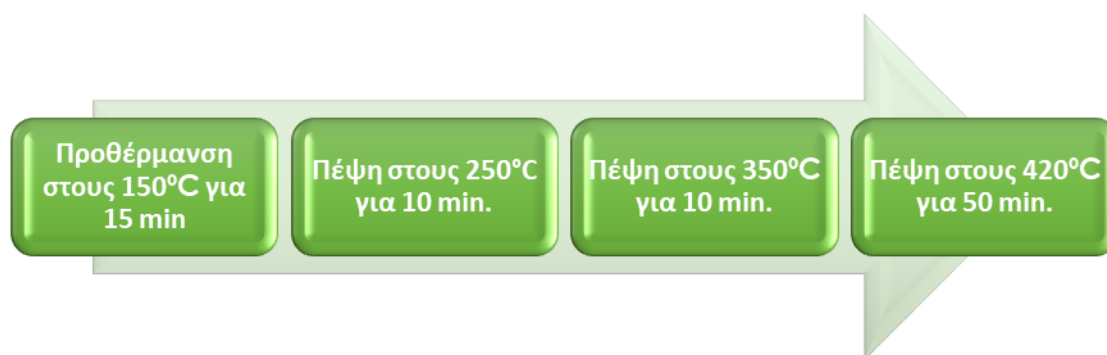 Προθέρμανση
στους 150°C για
15 min
Πέψη στους 250°C
για 10 min.
Πέψη στους 350°C
για 10 min.
Πέψη στους 420°C
για 50 min.